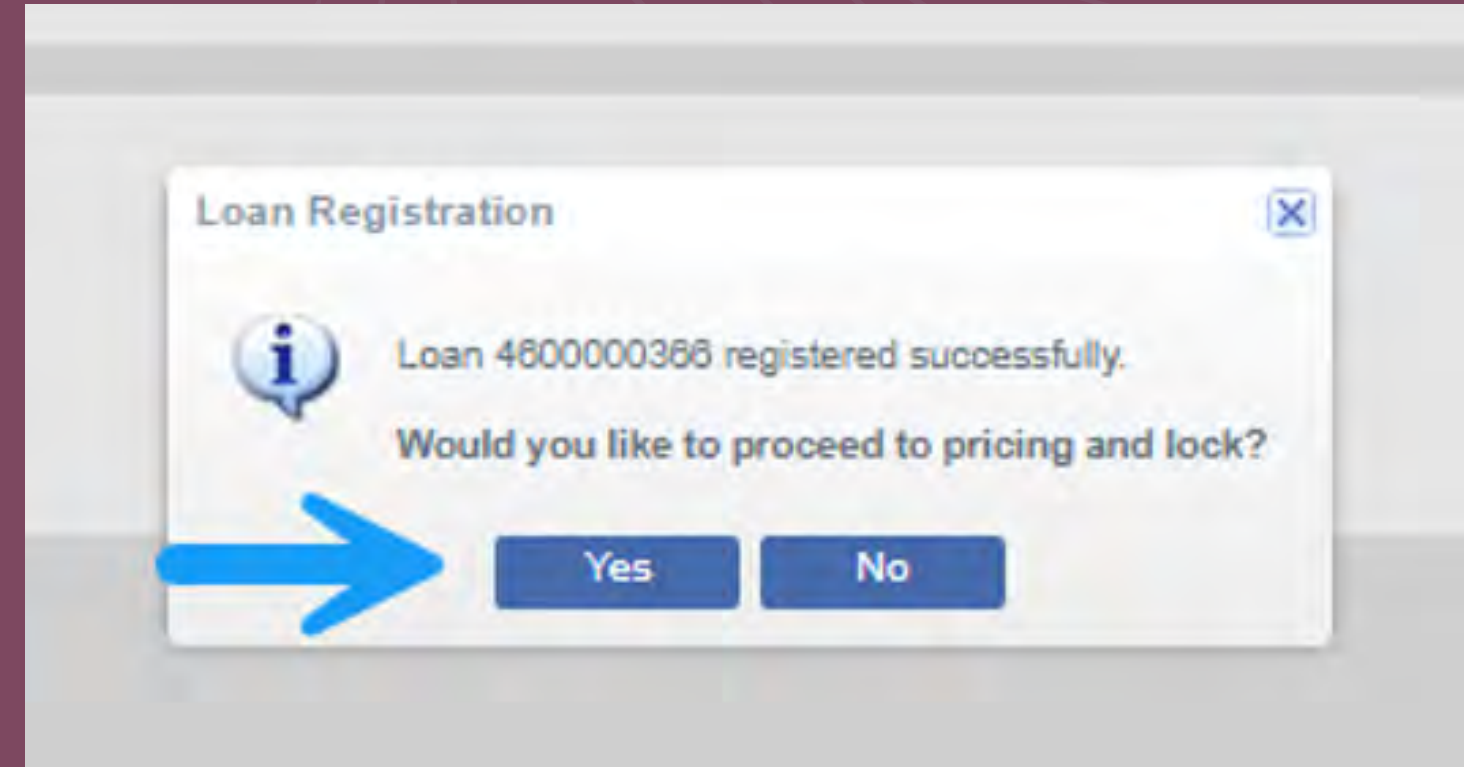 Loan Registration
Loan 4600000366 registered successfully.
Would you like to proceed to pricing and lock?
Yes
No